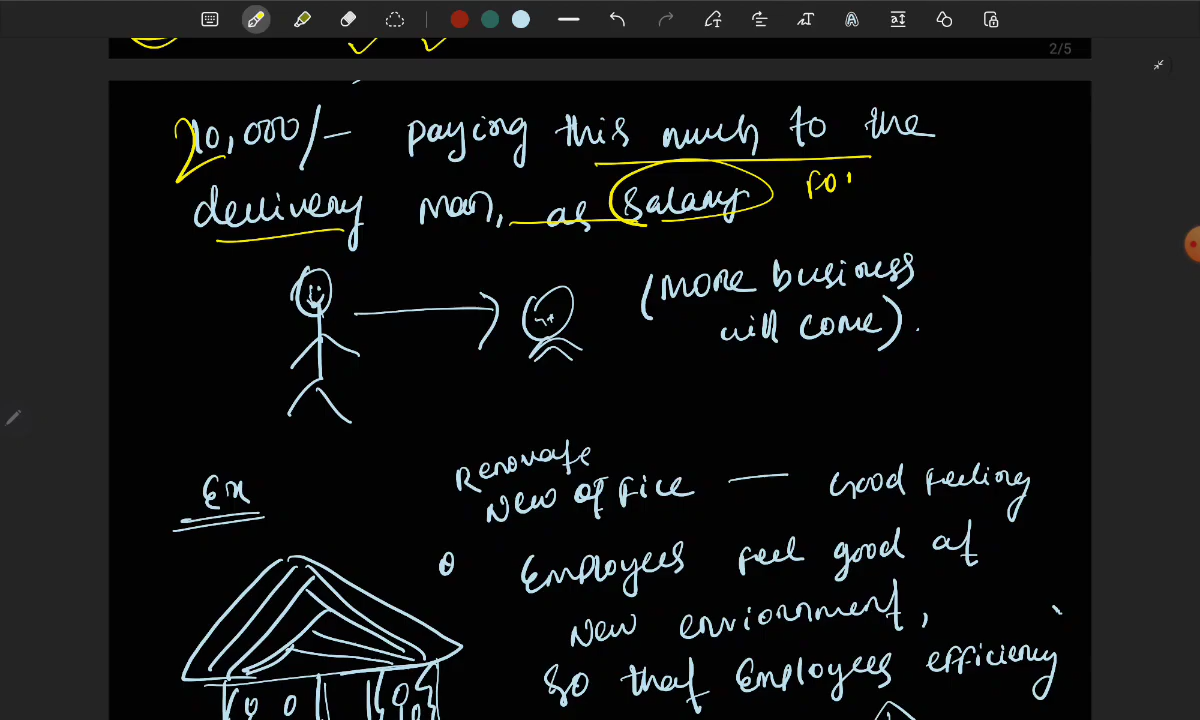 2/5
20,000/- paying this much to the
delivery man, as salary for
(More business
will come).
Renovate
Ex
New office — Good feeling
Employees feel good at
New enviornment,
So that Employees efficiency